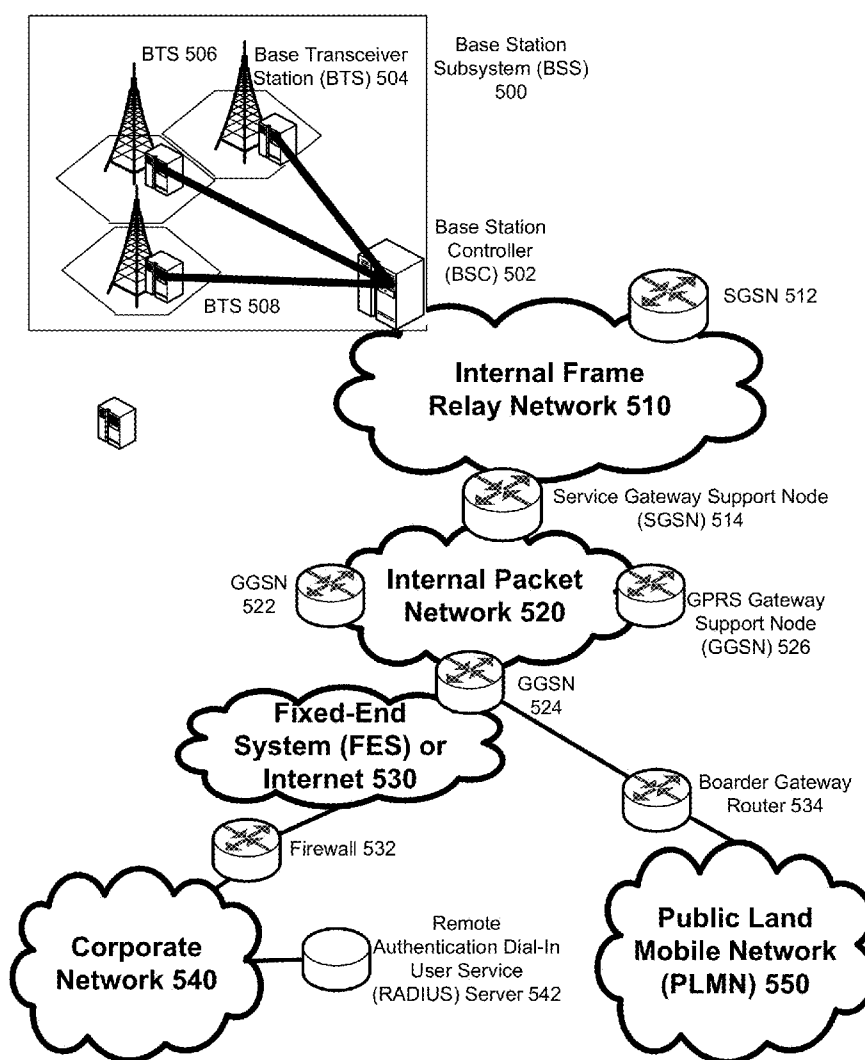 BTS 506
Base Transceiver
Station (BTS) 504
Base Station
Subsystem (BSS)
500
Base Station
Controller
(BSC) 502
BTS 508
SGSN 512
Internal Frame
Relay Network 510
Service Gateway Support Node
(SGSN) 514
GGSN
522
Internal Packet
Network 520
GPRS Gateway
Support Node
(GGSN) 526
GGSN
524
Fixed-End
System (FES) or
Internet 530
Boarder Gateway
Router 534
Firewall 532
Corporate
Network 540
Remote
Authentication Dial-In
User Service
(RADIUS) Server 542
Public Land
Mobile Network
(PLMN) 550